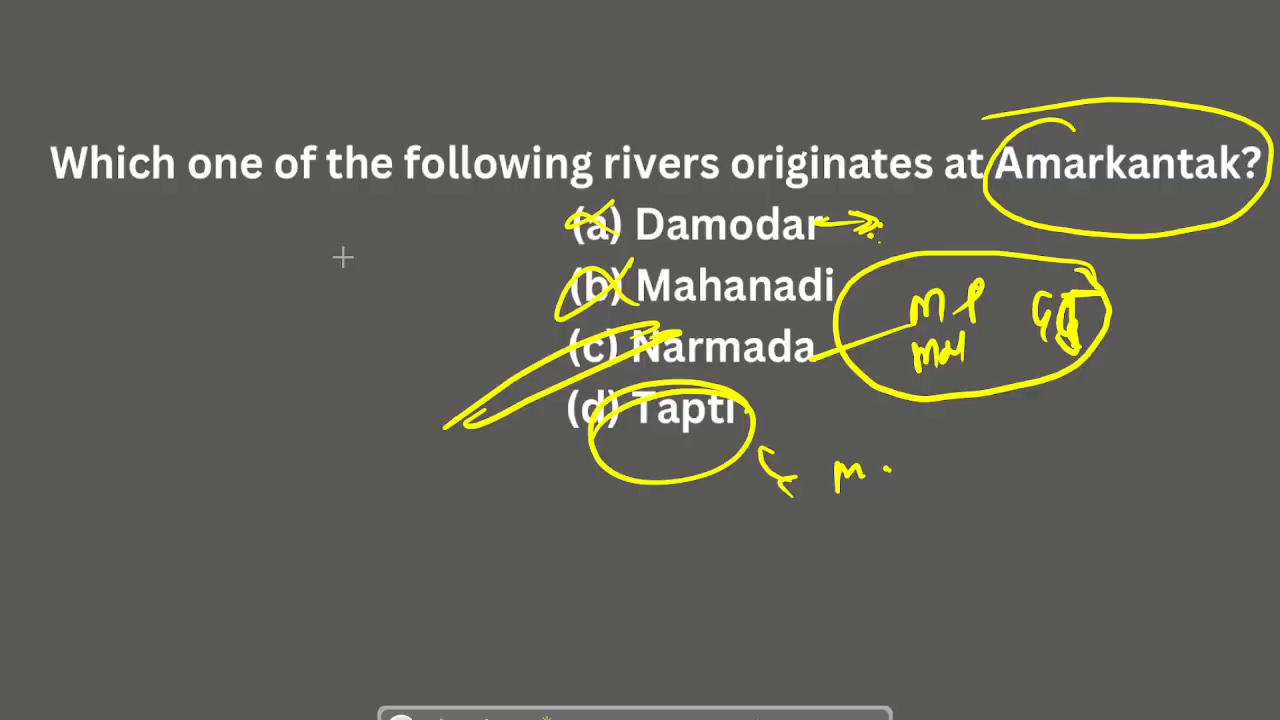 Which one of the following rivers originates at Amarkantak?
(a) Damodar
(b) Mahanadi
M P
(c) Narmada
(d) Tapti